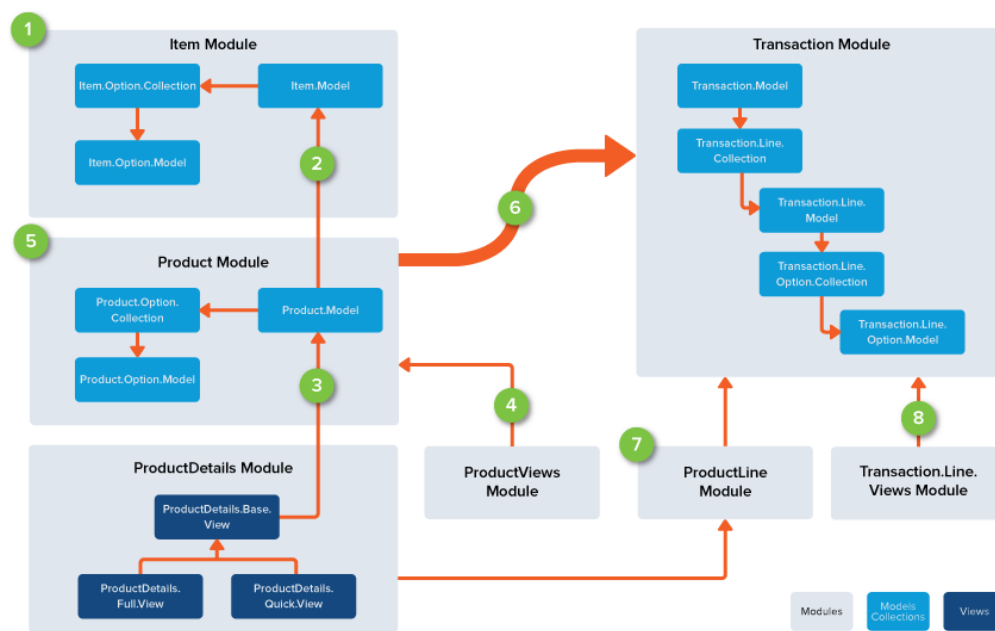 1
Item Module
Item.Option.Collection
Item.Model
Item.Option.Model
2
5
Product Module
Product.Option.
Collection
Product.Model
Product.Option.Model
3
ProductDetails Module
ProductDetails.Base.
View
ProductDetails.
Full.View
ProductDetails.
Quick.View
6
4
ProductViews
Module
Transaction Module
Transaction.Model
Transaction.Line.
Collection
Transaction.Line.
Model
Transaction.Line.
Option.Collection
Transaction.Line.
Option.Model
7
ProductLine
Module
8
Transaction.Line.
Views Module
Modules
Models
Collections
Views